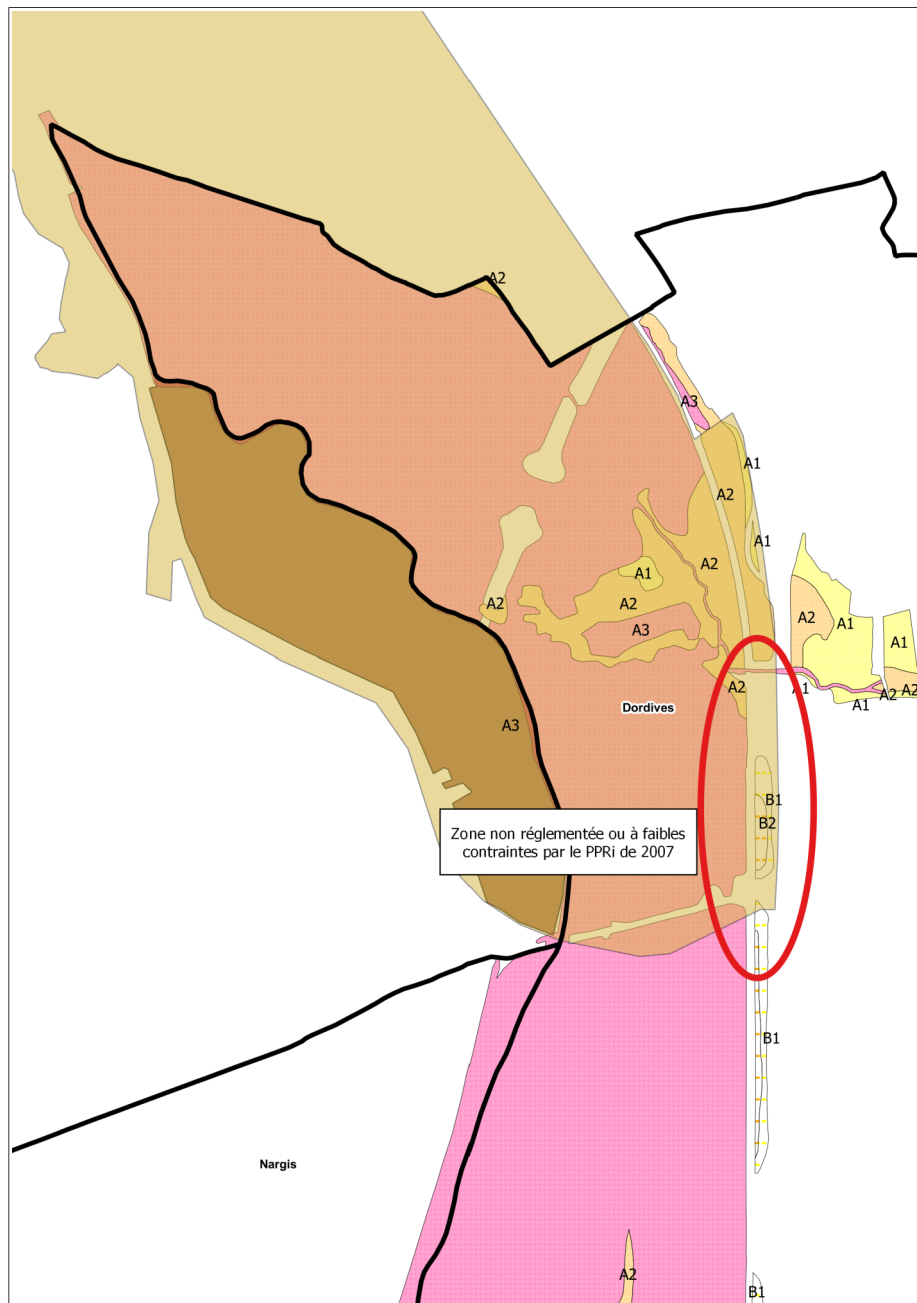 A2
A3
A1
A2
A1
A2
A1
A2
A2
A3
A2
A1
A1
A2
A1
A2
A2
A1
Dordives
A3
B1
B2
Zone non réglementée ou à faibles
contraintes par le PPRi de 2007
B1
Nargis
A2
B1